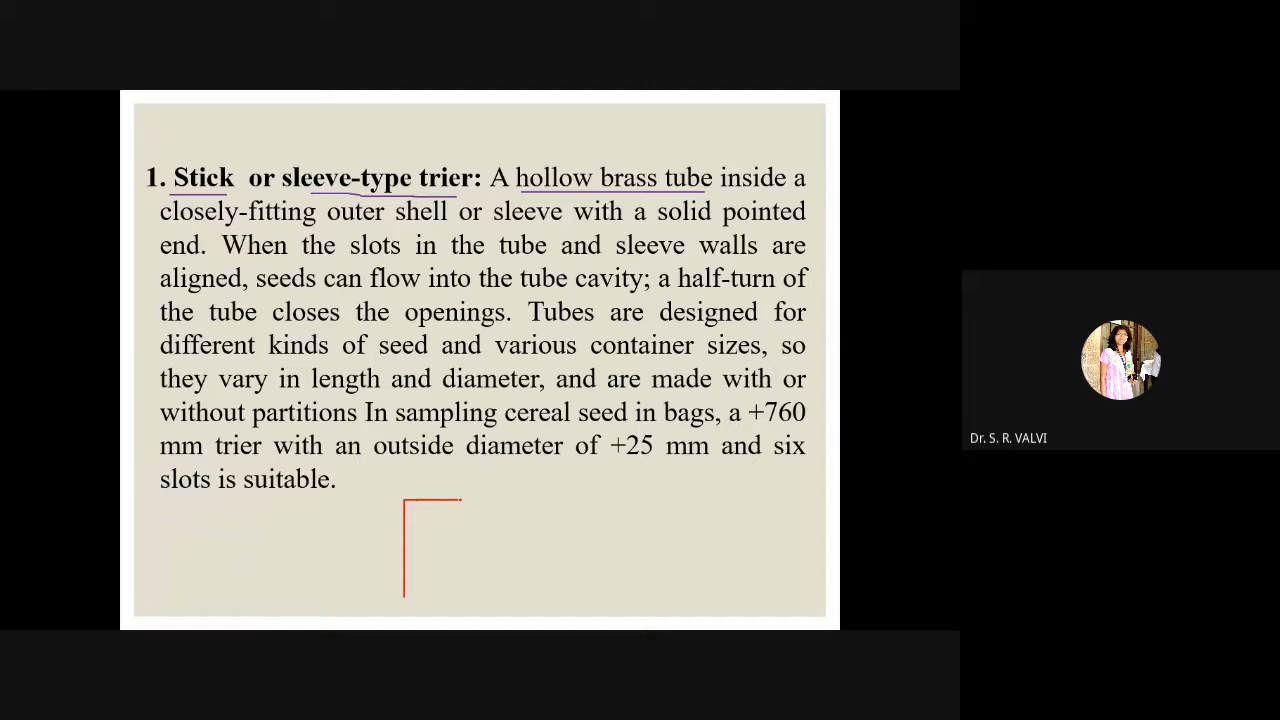 1. Stick or sleeve-type trier: A hollow brass tube inside a
closely-fitting outer shell or sleeve with a solid pointed
end. When the slots in the tube and sleeve walls are
aligned, seeds can flow into the tube cavity; a half-turn of
the tube closes the openings. Tubes are designed for
different kinds of seed and various container sizes, so
they vary in length and diameter, and are made with or
without partitions In sampling cereal seed in bags, a +760
mm trier with an outside diameter of +25 mm and six
slots is suitable.
Dr. S. R. VALVI